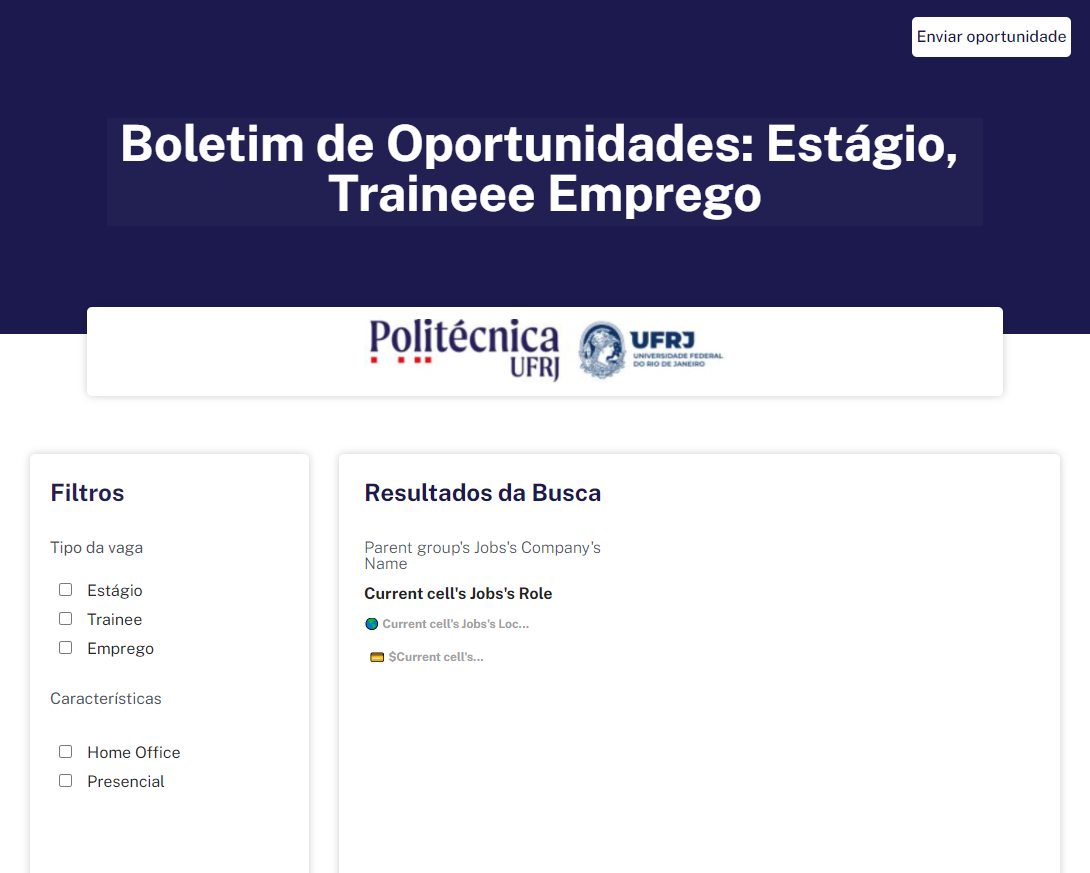 Enviar oportunidade
Boletim de Oportunidades: Estágio,
Traineee Emprego
Politécnica
UFRJ
UFRJ
UNIVERSIDADE FEDERAL
DO RIO DE JANEIRO
Filtros
Tipo da vaga
Estágio
Trainee
Emprego
Características
Home Office
Presencial
Resultados da Busca
Parent group's Jobs's Company's
Name
Current cell's Jobs's Role
Current cell's Jobs's Loc...
$Current cell's...